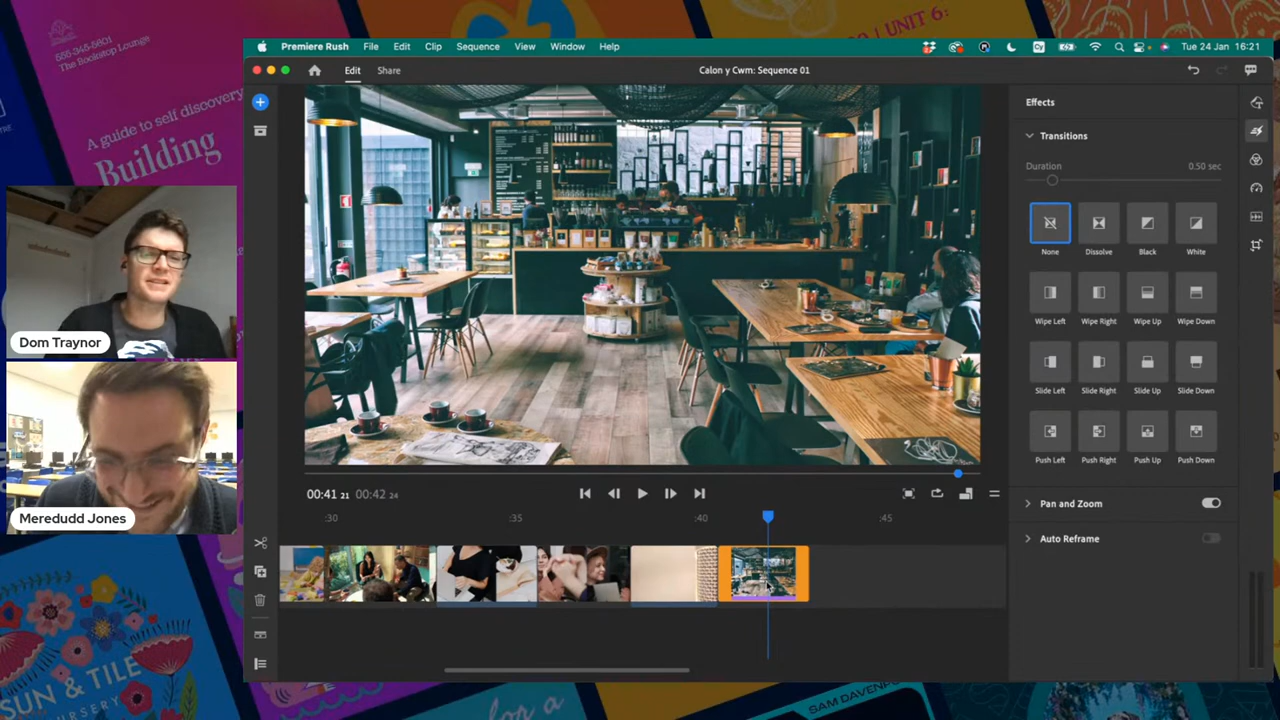 555-345-5601
The Bookstop Lounge
A guide to self discovery
Building
UNIT 6:
Premiere Rush File Edit Clip Sequence View Window Help
Tue 24 Jan 16:21
Edit Share
Calon y Cwm: Sequence 01
Effects
Transitions
Duration 0.50 sec
None Dissolve Black White
Wipe Left Wipe Right Wipe Up Wipe Down
Slide Left Slide Right Slide Up Slide Down
Push Left Push Right Push Up Push Down
Pan and Zoom
Auto Reframe
Dom Traynor
Meredudd Jones
00:41 21 00:42 24
:30 :35 :40 :45
SUN & TILE
for a